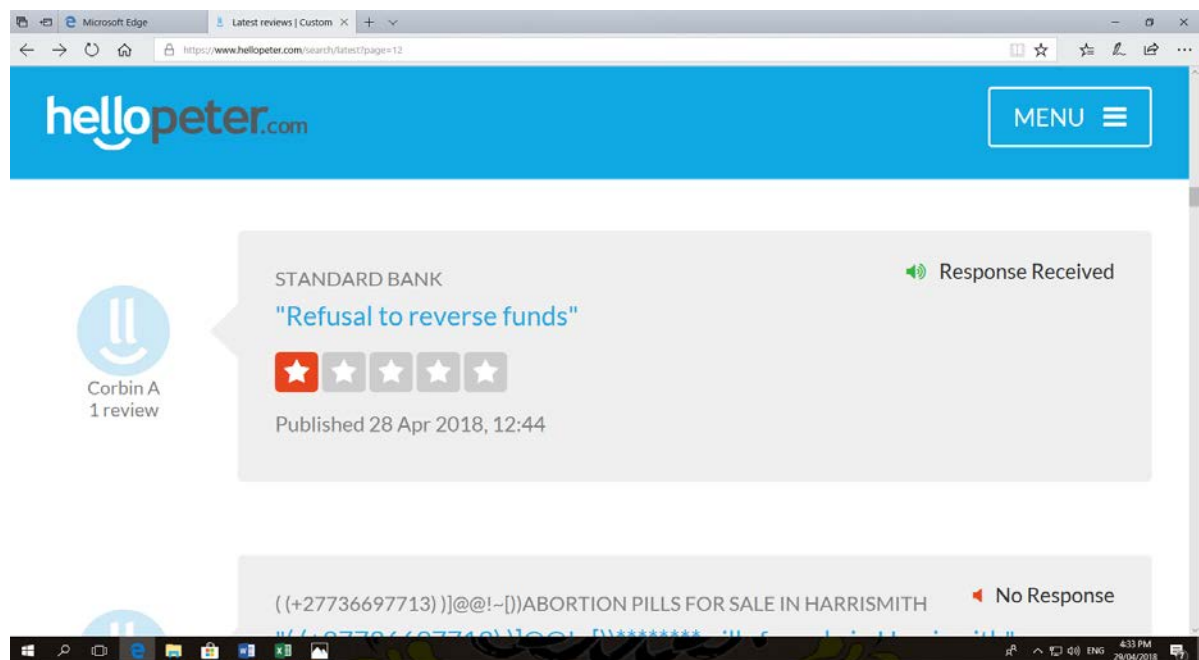 Microsoft Edge
Latest reviews | Custom
https://www.hellopeter.com/search/latest?page=12
hellopeter.com
MENU
STANDARD BANK
Response Received
"Refusal to reverse funds"
Corbin A
1 review
Published 28 Apr 2018, 12:44
( (+27736697713) )]@@!~[))ABORTION PILLS FOR SALE IN HARRISMITH
No Response
ENG
4:33 PM
29/04/2018